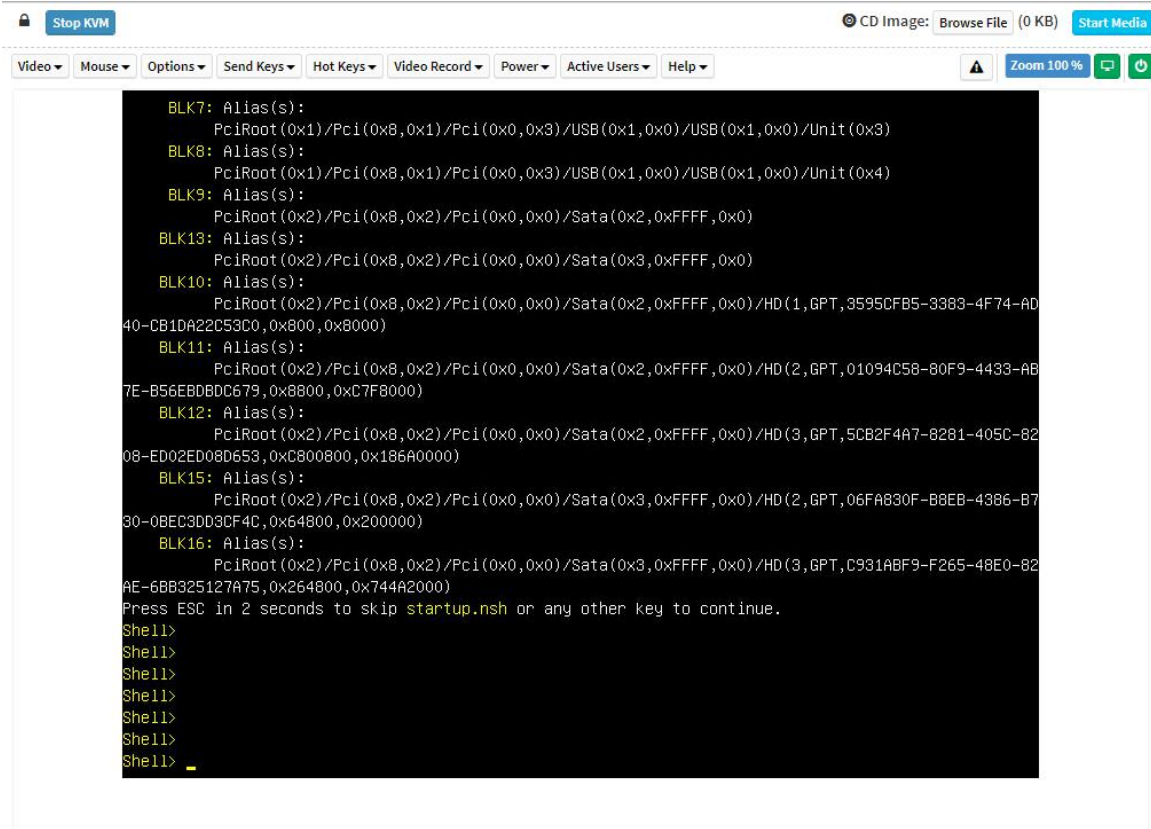 Stop KVM
CD Image: Browse File (0 KB) Start Media
Video Mouse Options Send Keys Hot Keys Video Record Power Active Users Help Zoom 100 %
BLK7: Alias(s):
PciRoot(0x1)/Pci(0x8,0x1)/Pci(0x0,0x3)/USB(0x1,0x0)/USB(0x1,0x0)/Unit(0x3)
BLK8: Alias(s):
PciRoot(0x1)/Pci(0x8,0x1)/Pci(0x0,0x3)/USB(0x1,0x0)/USB(0x1,0x0)/Unit(0x4)
BLK9: Alias(s):
PciRoot(0x2)/Pci(0x8,0x2)/Pci(0x0,0x0)/Sata(0x2,0xFFFF,0x0)
BLK13: Alias(s):
PciRoot(0x2)/Pci(0x8,0x2)/Pci(0x0,0x0)/Sata(0x3,0xFFFF,0x0)
BLK10: Alias(s):
PciRoot(0x2)/Pci(0x8,0x2)/Pci(0x0,0x0)/Sata(0x2,0xFFFF,0x0)/HD(1,GPT,3595CFB5-3383-4F74-AD
40-CB1DA22C53C0,0x800,0x8000)
BLK11: Alias(s):
PciRoot(0x2)/Pci(0x8,0x2)/Pci(0x0,0x0)/Sata(0x2,0xFFFF,0x0)/HD(2,GPT,01094C58-80F9-4433-AB
7E-B56EBDBDC679,0x8800,0xC7F8000)
BLK12: Alias(s):
PciRoot(0x2)/Pci(0x8,0x2)/Pci(0x0,0x0)/Sata(0x2,0xFFFF,0x0)/HD(3,GPT,5CB2F4A7-8281-405C-82
08-ED02ED08D653,0xC800800,0x186A0000)
BLK15: Alias(s):
PciRoot(0x2)/Pci(0x8,0x2)/Pci(0x0,0x0)/Sata(0x3,0xFFFF,0x0)/HD(2,GPT,06FA830F-B8EB-4386-B7
30-0BEC3DD3CF4C,0x64800,0x200000)
BLK16: Alias(s):
PciRoot(0x2)/Pci(0x8,0x2)/Pci(0x0,0x0)/Sata(0x3,0xFFFF,0x0)/HD(3,GPT,C931ABF9-F265-48E0-82
AE-6BB325127A75,0x264800,0x744A2000)
Press ESC in 2 seconds to skip startup.nsh or any other key to continue.
Shell>
Shell>
Shell>
Shell>
Shell>
Shell>
Shell> _